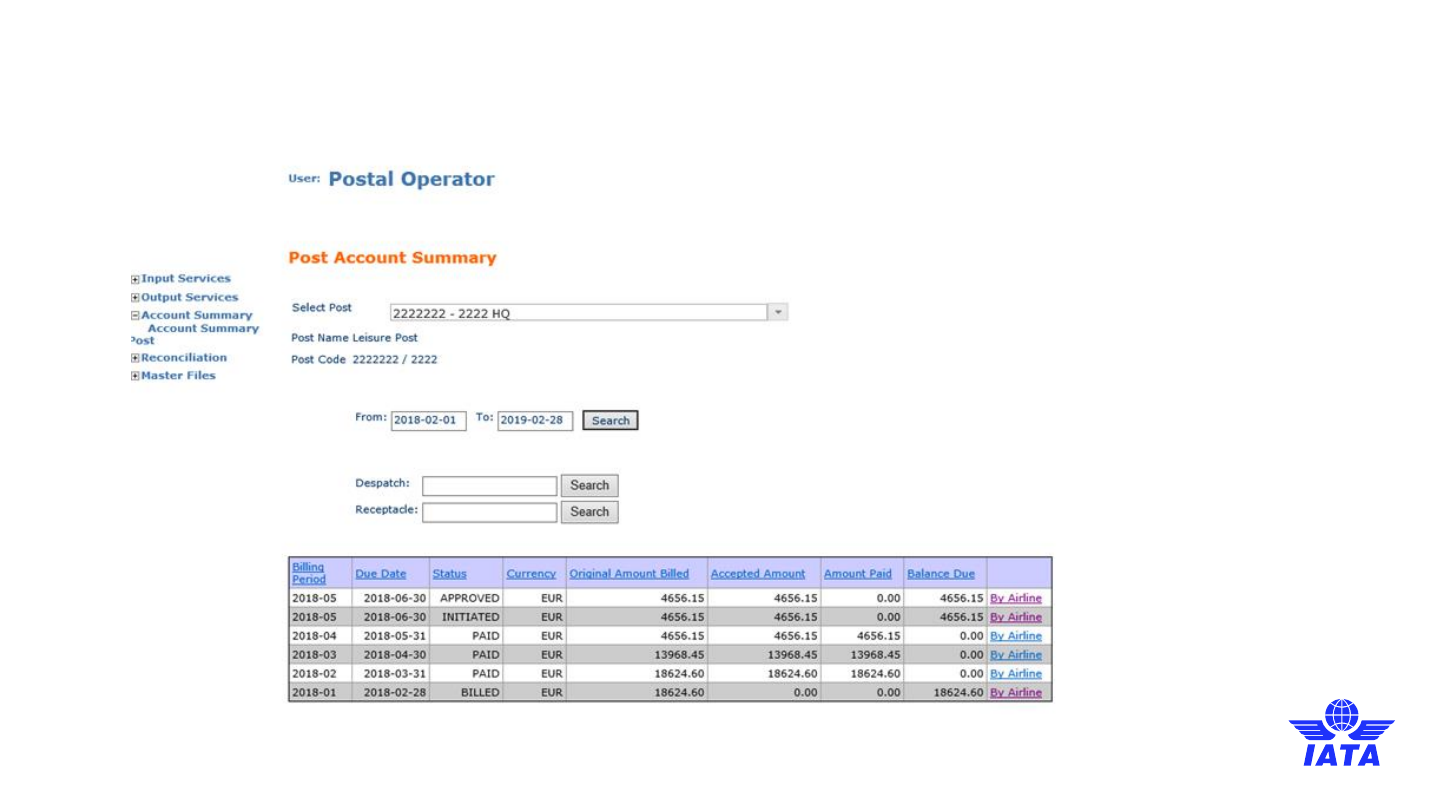 User: Postal Operator
Post Account Summary
Input Services
Output Services
Account Summary
Account Summary
Post
Reconciliation
Master Files
Select Post 2222222 - 2222 HQ
Post Name Leisure Post
Post Code 2222222 / 2222
From: 2018-02-01 To: 2019-02-28 Search
Despatch: Search
Receptacle: Search
Billing Period Due Date Status Currency Original Amount Billed Accepted Amount Amount Paid Balance Due
2018-05 2018-06-30 APPROVED EUR 4656.15 4656.15 0.00 4656.15 By Airline
2018-05 2018-06-30 INITIATED EUR 4656.15 4656.15 0.00 4656.15 By Airline
2018-04 2018-05-31 PAID EUR 4656.15 4656.15 4656.15 0.00 By Airline
2018-03 2018-04-30 PAID EUR 13968.45 13968.45 13968.45 0.00 By Airline
2018-02 2018-03-31 PAID EUR 18624.60 18624.60 18624.60 0.00 By Airline
2018-01 2018-02-28 BILLED EUR 18624.60 0.00 0.00 18624.60 By Airline
IATA